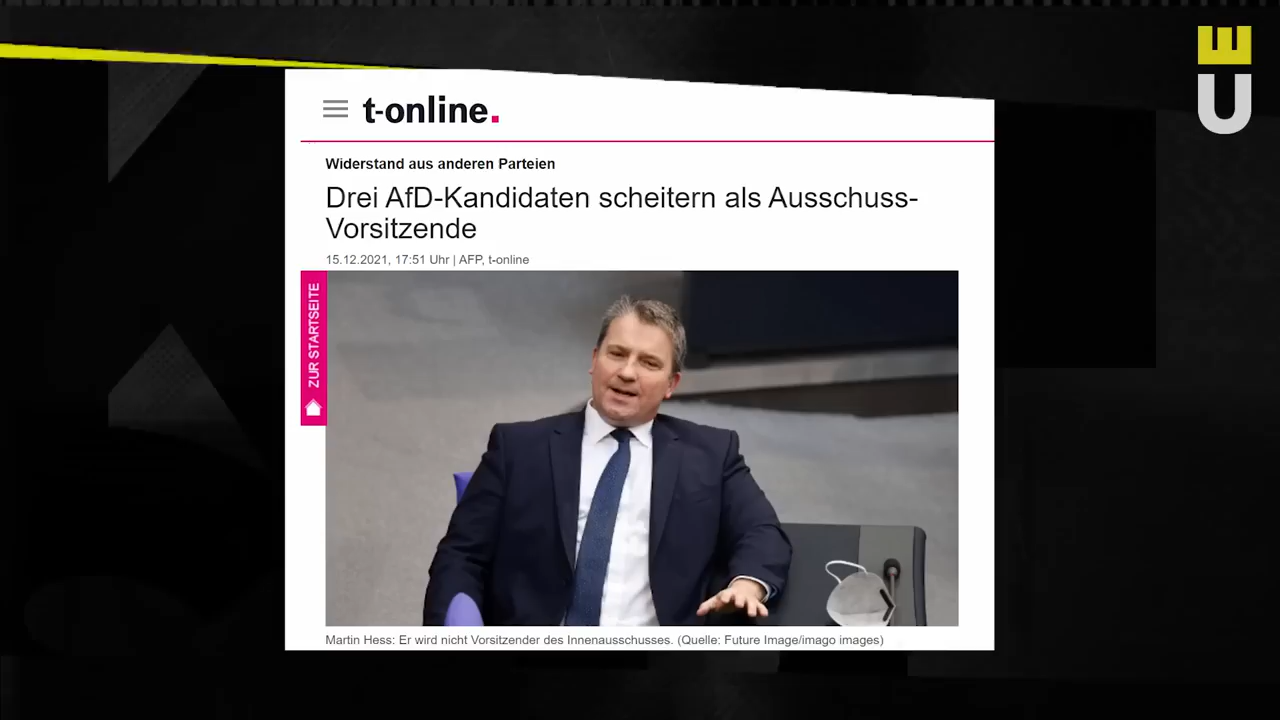 t-online.
Widerstand aus anderen Parteien
Drei AfD-Kandidaten scheitern als Ausschuss-
Vorsitzende
15.12.2021, 17:51 Uhr | AFP, t-online
ZUR STARTSEITE
Martin Hess: Er wird nicht Vorsitzender des Innenausschusses. (Quelle: Future Image/imago images)
EU